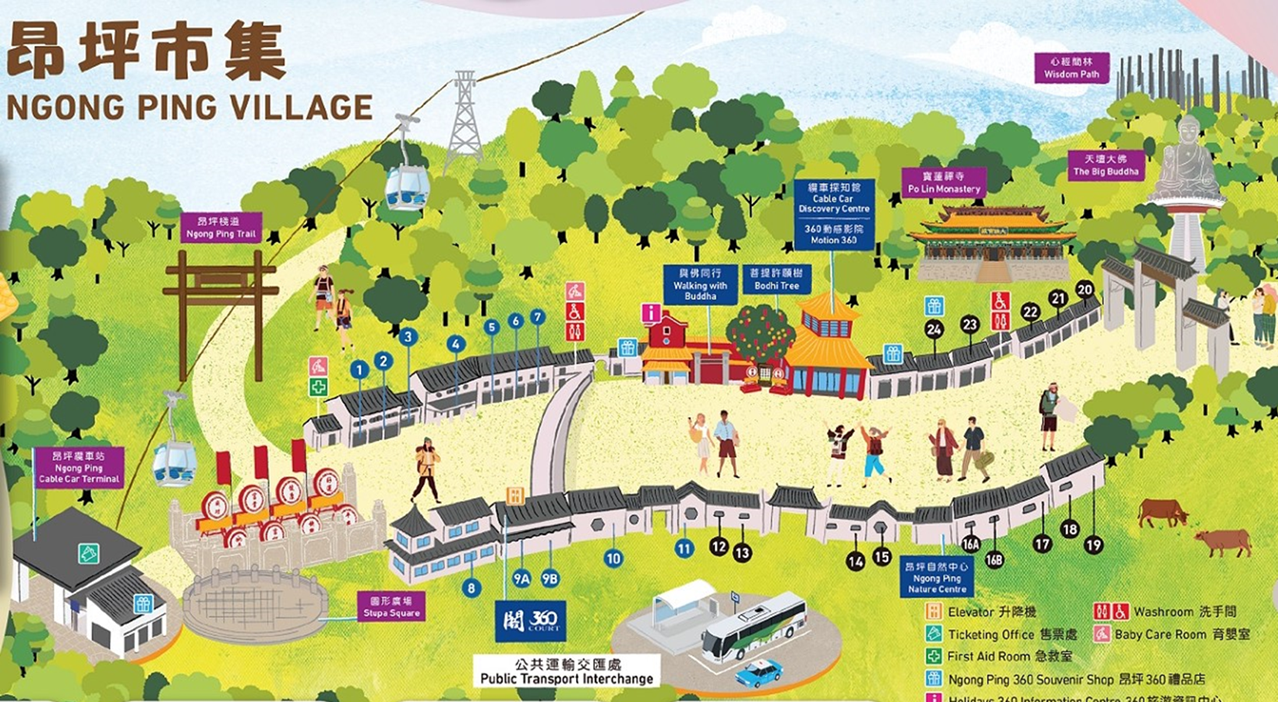 昂坪市集
NGONG PING VILLAGE
心經簡林
Wisdom Path
天壇大佛
The Big Buddha
寶蓮禪寺
Po Lin Monastery
纜車探知館
Cable Car
Discovery Centre
360動感影院
Motion 360
昂坪棧道
Ngong Ping Trail
與佛同行
Walking with
Buddha
菩提許願樹
Bodhi Tree
1
2
3
4
5
6
7
24
23
22
21
20
昂坪纜車站
Ngong Ping
Cable Car Terminal
圓形廣場
Stupa Square
8
9A
9B
10
11
12
13
14
15
16A
16B
17
18
19
閣 360
COURT
昂坪自然中心
Ngong Ping
Nature Centre
公共運輸交匯處
Public Transport Interchange
Elevator 升降機
Washroom 洗手間
Ticketing Office 售票處
Baby Care Room 育嬰室
First Aid Room 急救室
Ngong Ping 360 Souvenir Shop 昂坪360禮品店
Holidays 360 Information Centre 360旅遊資訊中心